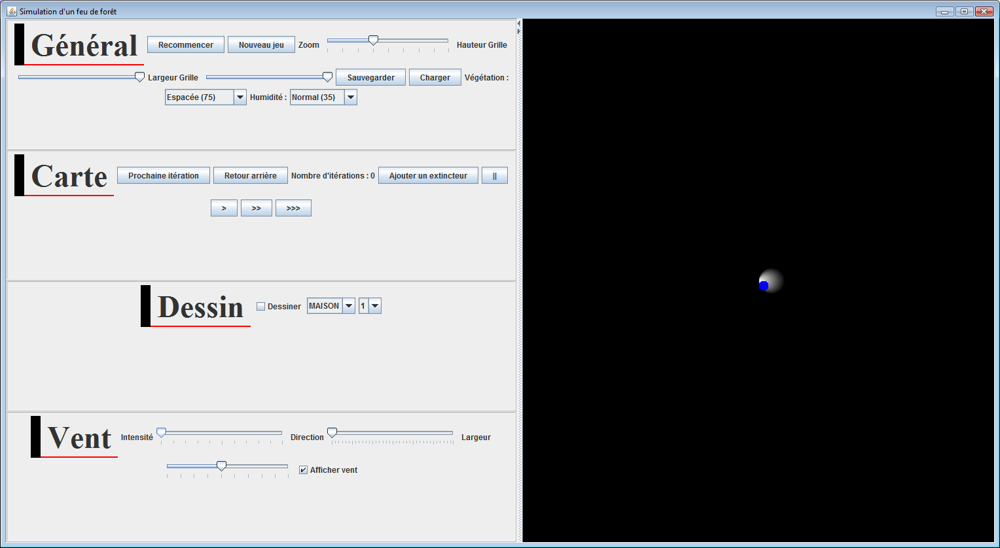 Simulation d'un feu de forêt
Général Recommencer Nouveau jeu Zoom Hauteur Grille
Largeur Grille Sauvegarder Charger Végétation :
Espacée (75) Humidité : Normal (35)
Carte Prochaine itération Retour arrière Nombre d'itérations : 0 Ajouter un extincteur ||
> >> >>>
Dessin Dessiner MAISON 1
Vent Intensité Direction Largeur
Afficher vent